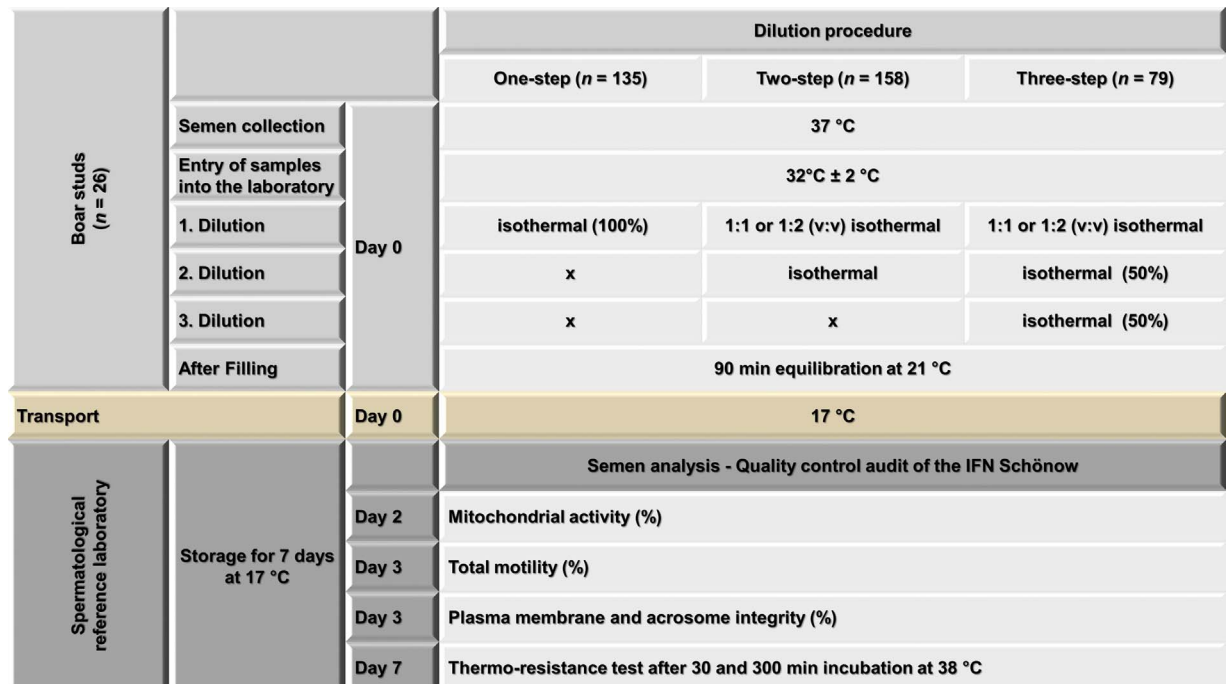 Dilution procedure
One-step (n = 135)
Two-step (n = 158)
Three-step (n = 79)
Boar studs
(n = 26)
Semen collection
Day 0
37 °C
Entry of samples
into the laboratory
32°C ± 2 °C
1. Dilution
isothermal (100%)
1:1 or 1:2 (v:v) isothermal
1:1 or 1:2 (v:v) isothermal
2. Dilution
x
isothermal
isothermal (50%)
3. Dilution
x
x
isothermal (50%)
After Filling
90 min equilibration at 21 °C
Transport
Day 0
17 °C
Spermatological
reference laboratory
Storage for 7 days
at 17 °C
Semen analysis - Quality control audit of the IFN Schönow
Day 2
Mitochondrial activity (%)
Day 3
Total motility (%)
Day 3
Plasma membrane and acrosome integrity (%)
Day 7
Thermo-resistance test after 30 and 300 min incubation at 38 °C